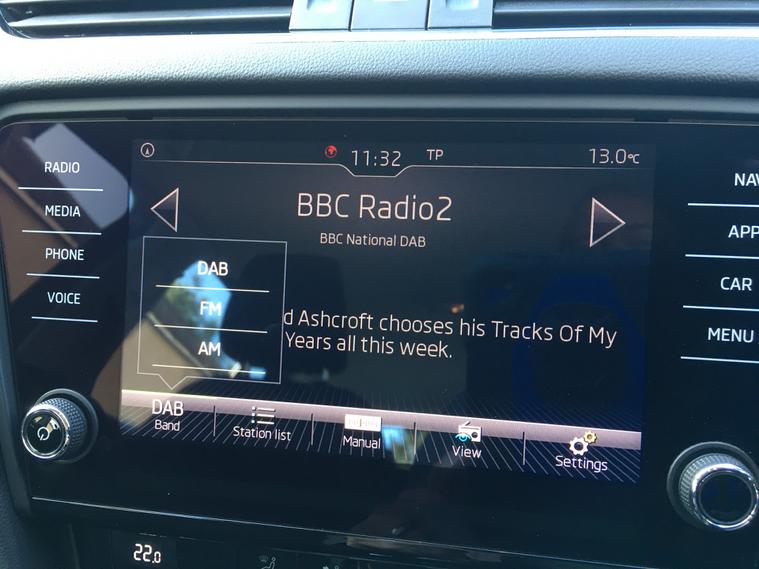 RADIO
MEDIA
PHONE
VOICE
11:32
TP
13.0°C
BBC Radio2
BBC National DAB
DAB
FM
AM
d Ashcroft chooses his Tracks Of My
Years all this week.
DAB
Band
Station list
Manual
View
Settings
NAV
APP
CAR
MENU
22.0